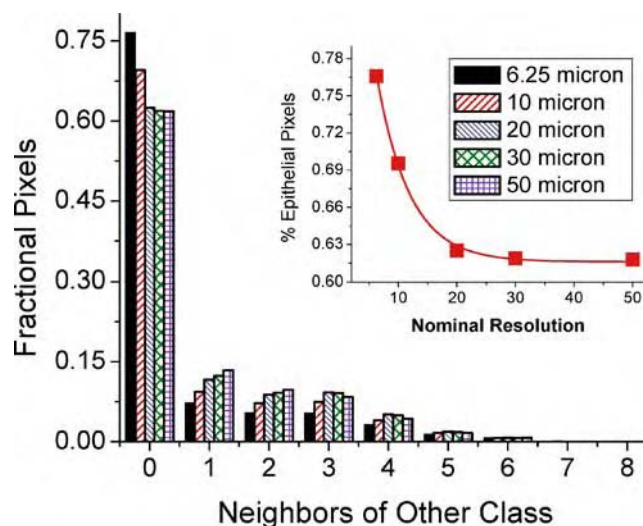 0.75
0.60
0.45
0.30
0.15
0.00
Fractional Pixels
0 1 2 3 4 5 6 7 8
Neighbors of Other Class
0.78
0.75
0.72
0.69
0.66
0.63
0.60
% Epithelial Pixels
10 20 30 40 50
Nominal Resolution
6.25 micron
10 micron
20 micron
30 micron
50 micron